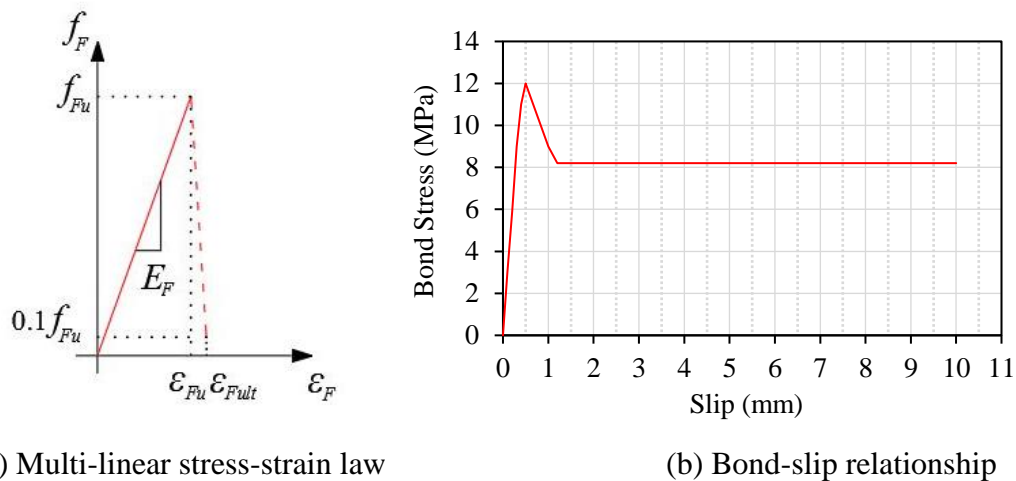 f_F
f_Fu
E_F
0.1f_Fu
ε_Fu ε_Fult ε_F
14
12
10
8
6
4
2
0
Bond Stress (MPa)
0 1 2 3 4 5 6 7 8 9 10 11
Slip (mm)
) Multi-linear stress-strain law
(b) Bond-slip relationship